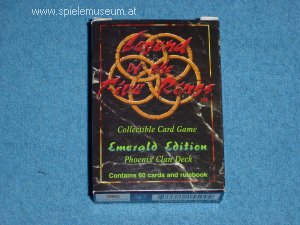 www.spielemuseum.at
Legend
of the
Five Rings
Collectible Card Game
Emerald Edition
Phoenix Clan Deck
Contains 60 cards and rulebook